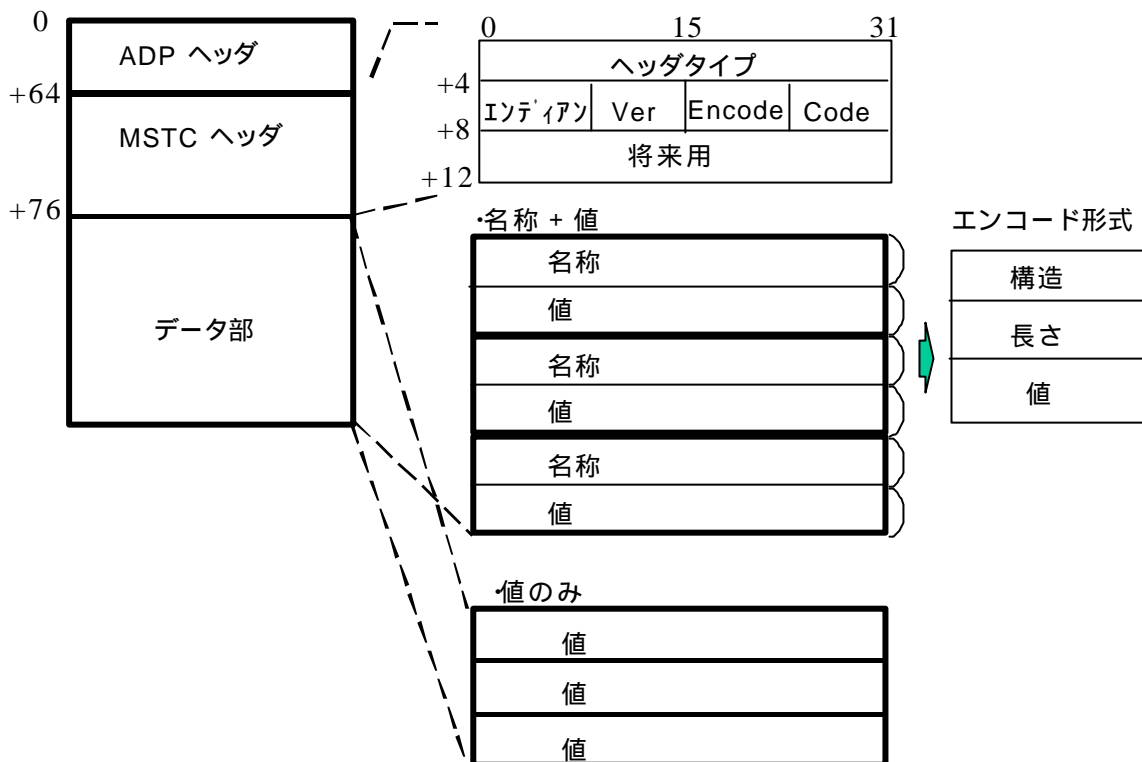 0
ADP ヘッダ
+64
MSTC ヘッダ
+76
データ部
0 15 31
ヘッダタイプ
+4
エンディアン Ver Encode Code
+8
将来用
+12
・名称 + 値
名称
値
名称
値
名称
値
エンコード形式
構造
長さ
値
・値のみ
値
値
値